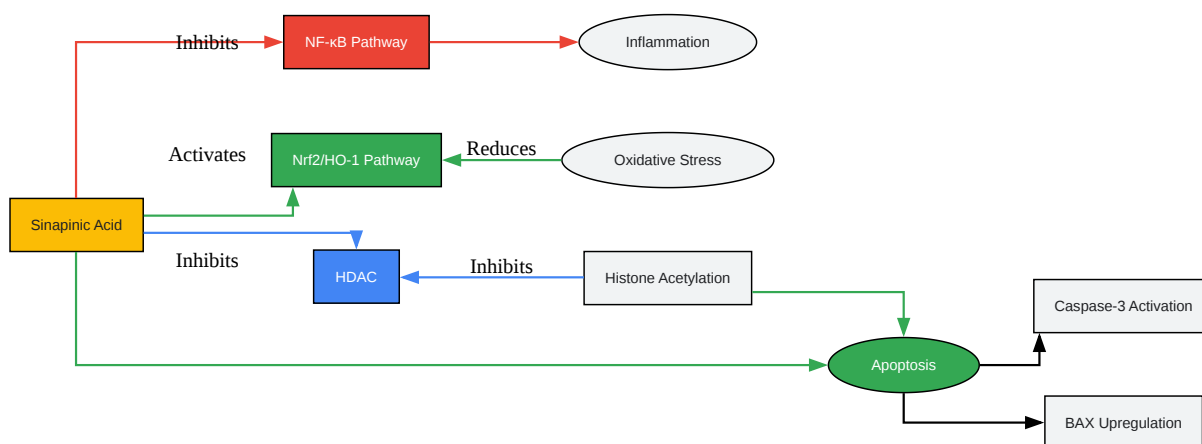 Inhibits
NF-κB Pathway
Inflammation
Activates
Nrf2/HO-1 Pathway
Reduces
Oxidative Stress
Sinapinic Acid
Inhibits
HDAC
Inhibits
Histone Acetylation
Caspase-3 Activation
Apoptosis
BAX Upregulation